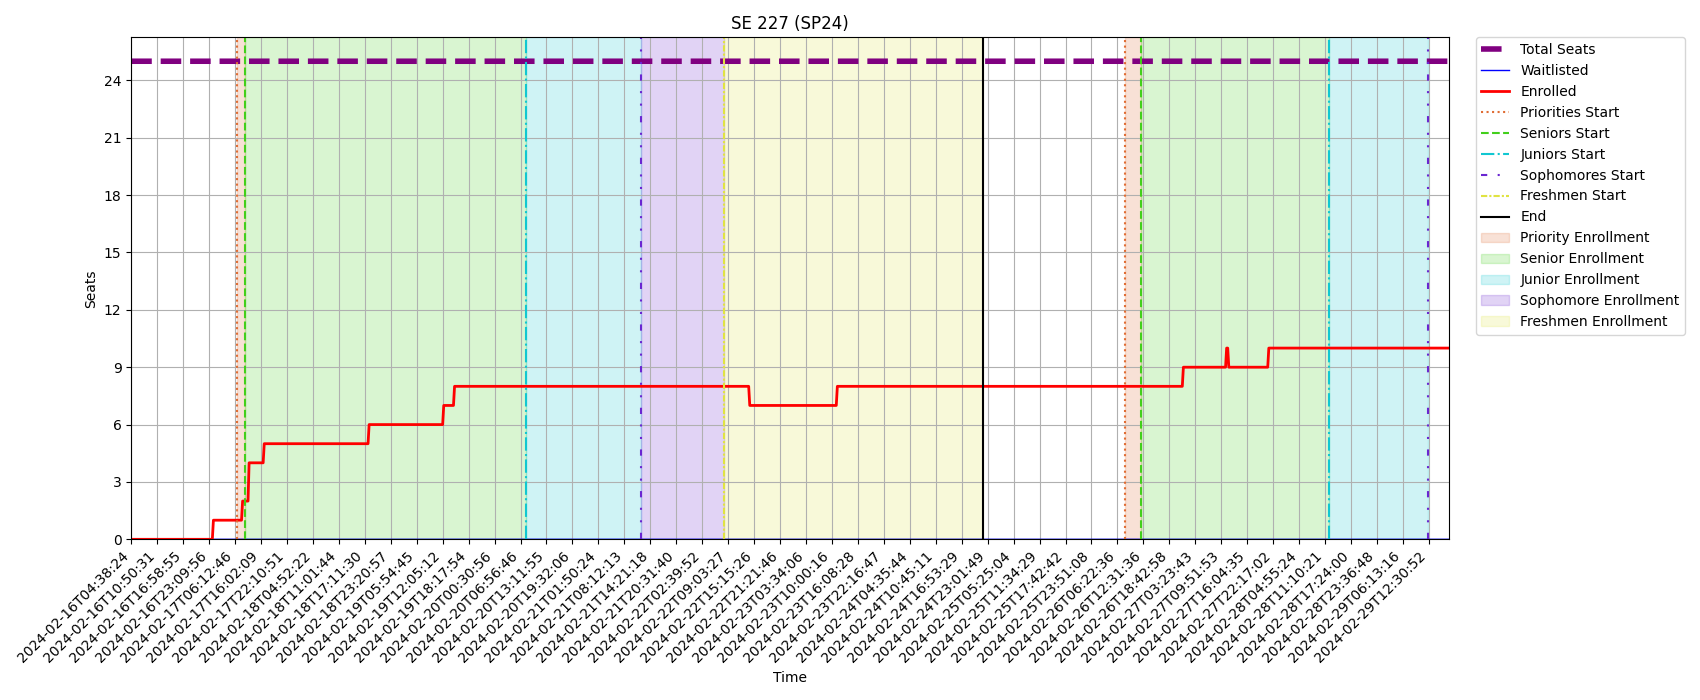 SE 227 (SP24)
Seats
24
21
18
15
12
9
6
3
0
2024-02-16T04:38:24
2024-02-16T10:50:31
2024-02-16T16:58:55
2024-02-16T23:09:56
2024-02-17T06:12:46
2024-02-17T16:02:09
2024-02-17T22:10:51
2024-02-18T04:52:22
2024-02-18T11:01:44
2024-02-18T17:11:30
2024-02-18T23:20:57
2024-02-19T05:54:45
2024-02-19T12:05:12
2024-02-19T18:17:54
2024-02-20T00:30:56
2024-02-20T06:56:46
2024-02-20T13:11:55
2024-02-20T19:32:06
2024-02-21T01:50:24
2024-02-21T08:12:13
2024-02-21T14:21:18
2024-02-21T20:31:40
2024-02-22T02:39:52
2024-02-22T09:03:27
2024-02-22T15:15:26
2024-02-22T21:21:46
2024-02-23T03:34:06
2024-02-23T10:00:16
2024-02-23T16:08:28
2024-02-23T22:16:47
2024-02-24T04:35:44
2024-02-24T10:45:11
2024-02-24T16:53:29
2024-02-24T23:01:49
2024-02-25T05:25:04
2024-02-25T11:34:29
2024-02-25T17:42:42
2024-02-25T23:51:08
2024-02-26T06:22:36
2024-02-26T12:31:36
2024-02-26T18:42:58
2024-02-27T03:23:43
2024-02-27T09:51:53
2024-02-27T16:04:35
2024-02-27T22:17:02
2024-02-28T04:55:24
2024-02-28T11:10:21
2024-02-28T17:24:00
2024-02-28T23:36:48
2024-02-29T06:13:16
2024-02-29T12:30:52
Time
Total Seats
Waitlisted
Enrolled
Priorities Start
Seniors Start
Juniors Start
Sophomores Start
Freshmen Start
End
Priority Enrollment
Senior Enrollment
Junior Enrollment
Sophomore Enrollment
Freshmen Enrollment